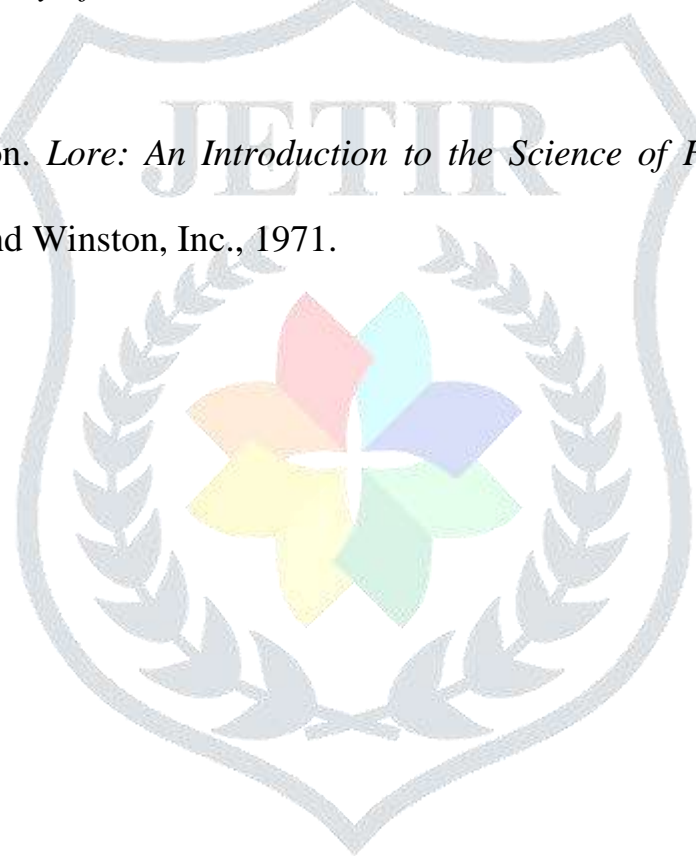 JETIR
on. Lore: An Introduction to the Science of
nd Winston, Inc., 1971.